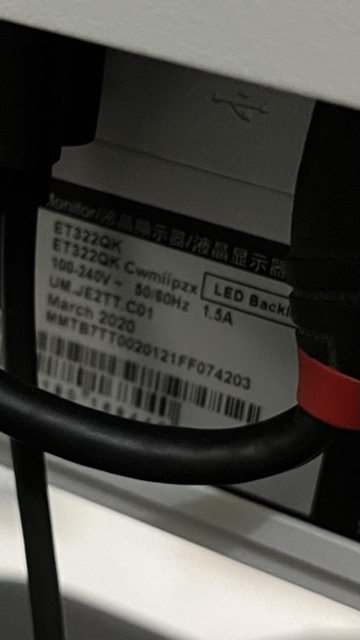 Monitor/液晶顯示器/液晶显示器
ET322QK
ET322QK Cwmiipzx
LED Backl
100-240V~ 50/60Hz 1.5A
UM.JE2TT.C01
March 2020
MMTB7TT0020121FF074203